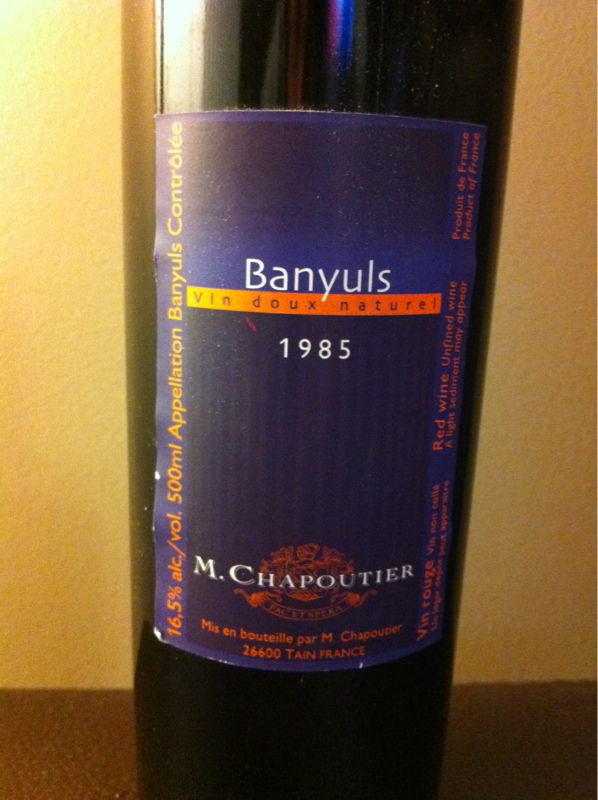 16,5% alc./vol. 500ml Appellation Banyuls Contrôlée
Banyuls
Vin doux naturel
1985
M. CHAPOUTIER
FAC ET SPERA
Mis en bouteille par M. Chapoutier
26600 TAIN FRANCE
Vin rouge Vin non collé
Un léger dépôt peut apparaître
Red wine Unfined wine
A light sediment may appear
Produit de France
Product of France